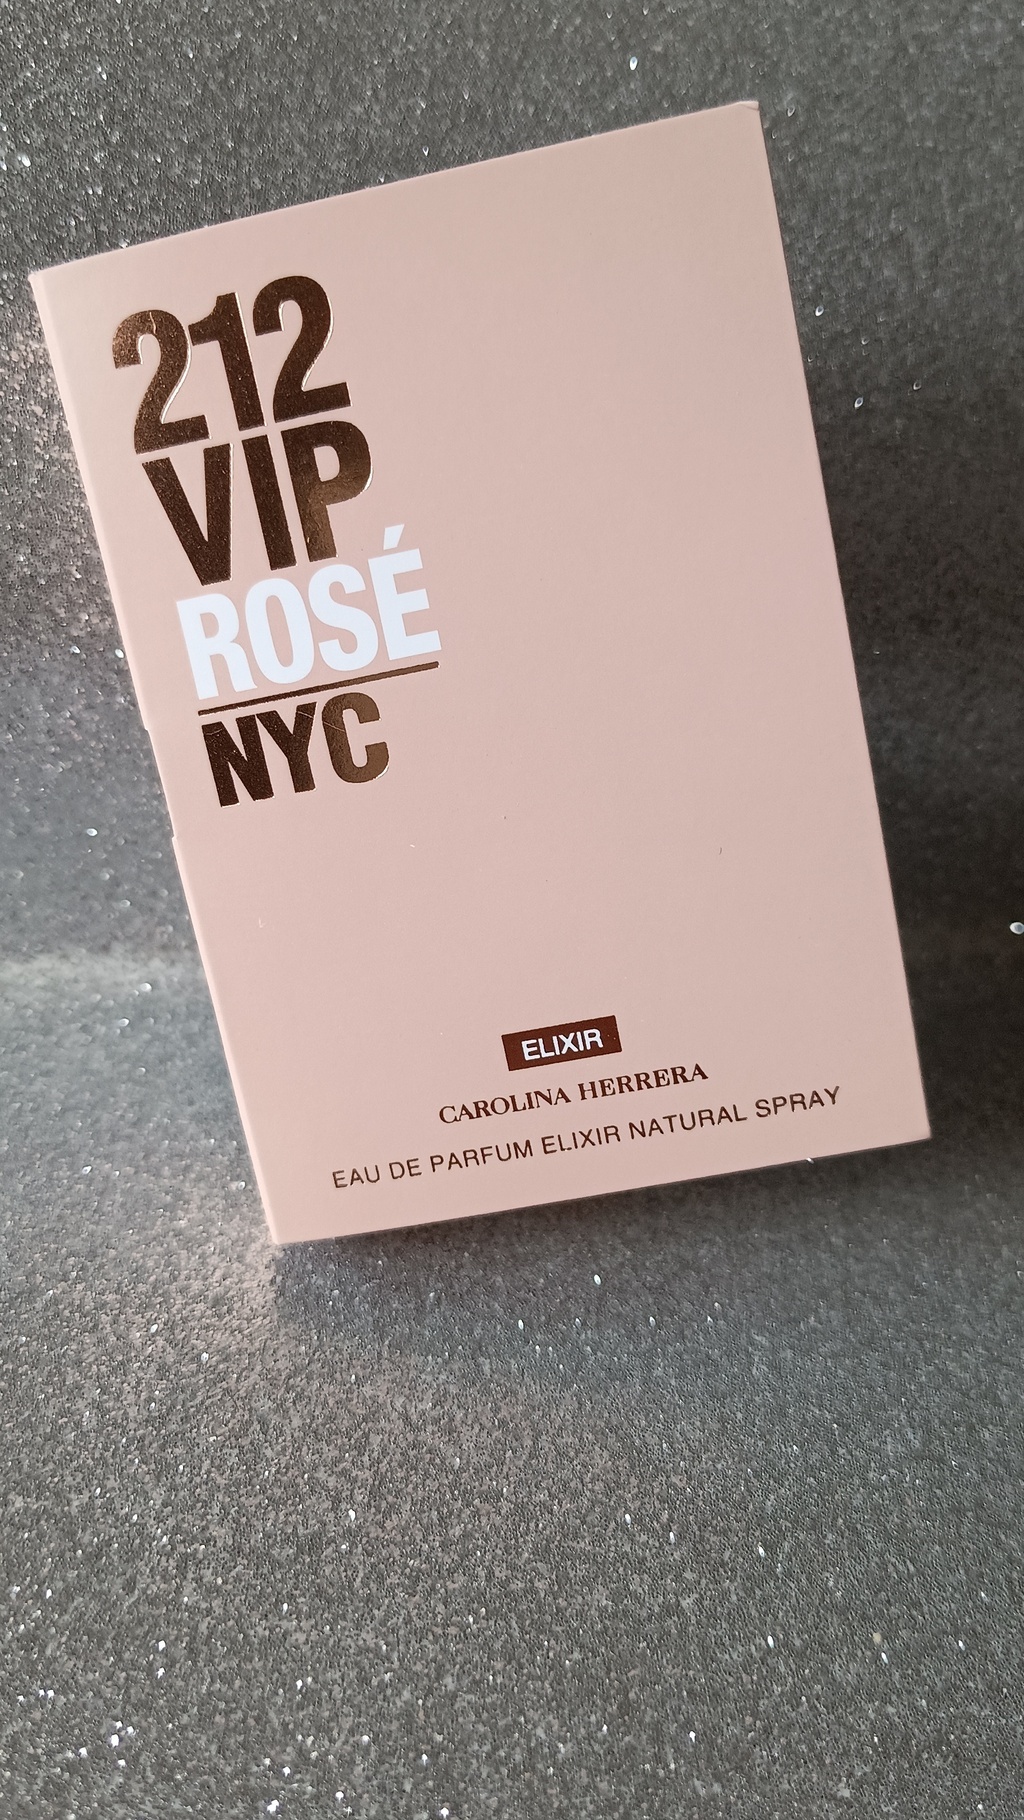 212
VIP
ROSÉ
NYC
ELIXIR
CAROLINA HERRERA
EAU DE PARFUM ELIXIR NATURAL SPRAY